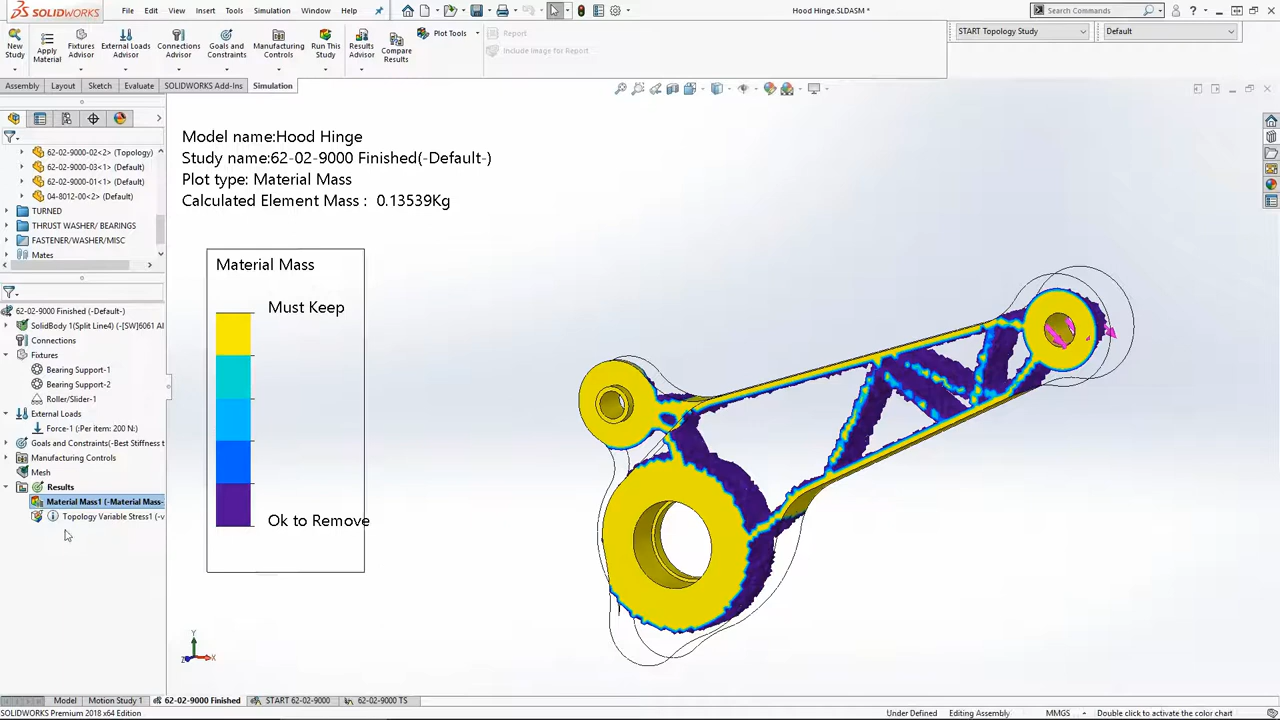 SOLIDWORKS
File
Edit
View
Insert
Tools
Simulation
Window
Help
Hood Hinge.SLDASM *
Search Commands
New Study
Apply Material
Fixtures Advisor
External Loads Advisor
Connections Advisor
Goals and Constraints
Manufacturing Controls
Run This Study
Results Advisor
Compare Results
Plot Tools
Report
Include Image for Report
START Topology Study
Default
Assembly
Layout
Sketch
Evaluate
SOLIDWORKS Add-Ins
Simulation
62-02-9000-02<2> (Topology)
62-02-9000-03<1> (Default)
62-02-9000-01<1> (Default)
04-8012-00<2> (Default)
TURNED
THRUST WASHER/ BEARINGS
FASTENER/WASHER/MISC
Mates
62-02-9000 Finished (-Default-)
SolidBody 1(Split Line4) (-[SW]6061 Al
Connections
Fixtures
Bearing Support-1
Bearing Support-2
Roller/Slider-1
External Loads
Force-1 (:Per item: 200 N:)
Goals and Constraints(-Best Stiffness t
Manufacturing Controls
Mesh
Results
Material Mass1 (-Material Mass-
Topology Variable Stress1 (-v
Model name:Hood Hinge
Study name:62-02-9000 Finished(-Default-)
Plot type: Material Mass
Calculated Element Mass : 0.13539Kg
Material Mass
Must Keep
Ok to Remove
Y
X
Z
Model
Motion Study 1
62-02-9000 Finished
START 62-02-9000
62-02-9000 TS
SOLIDWORKS Premium 2018 x64 Edition
Under Defined
Editing Assembly
MMGS
Double click to activate the color chart